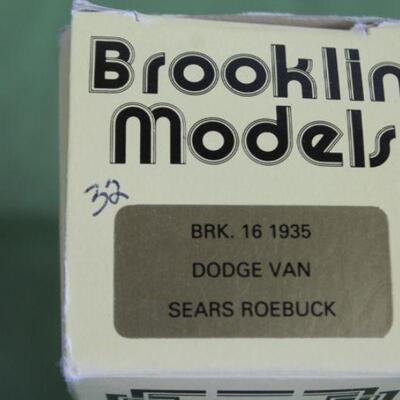 Brooklin
Models
32
BRK. 16 1935
DODGE VAN
SEARS ROEBUCK